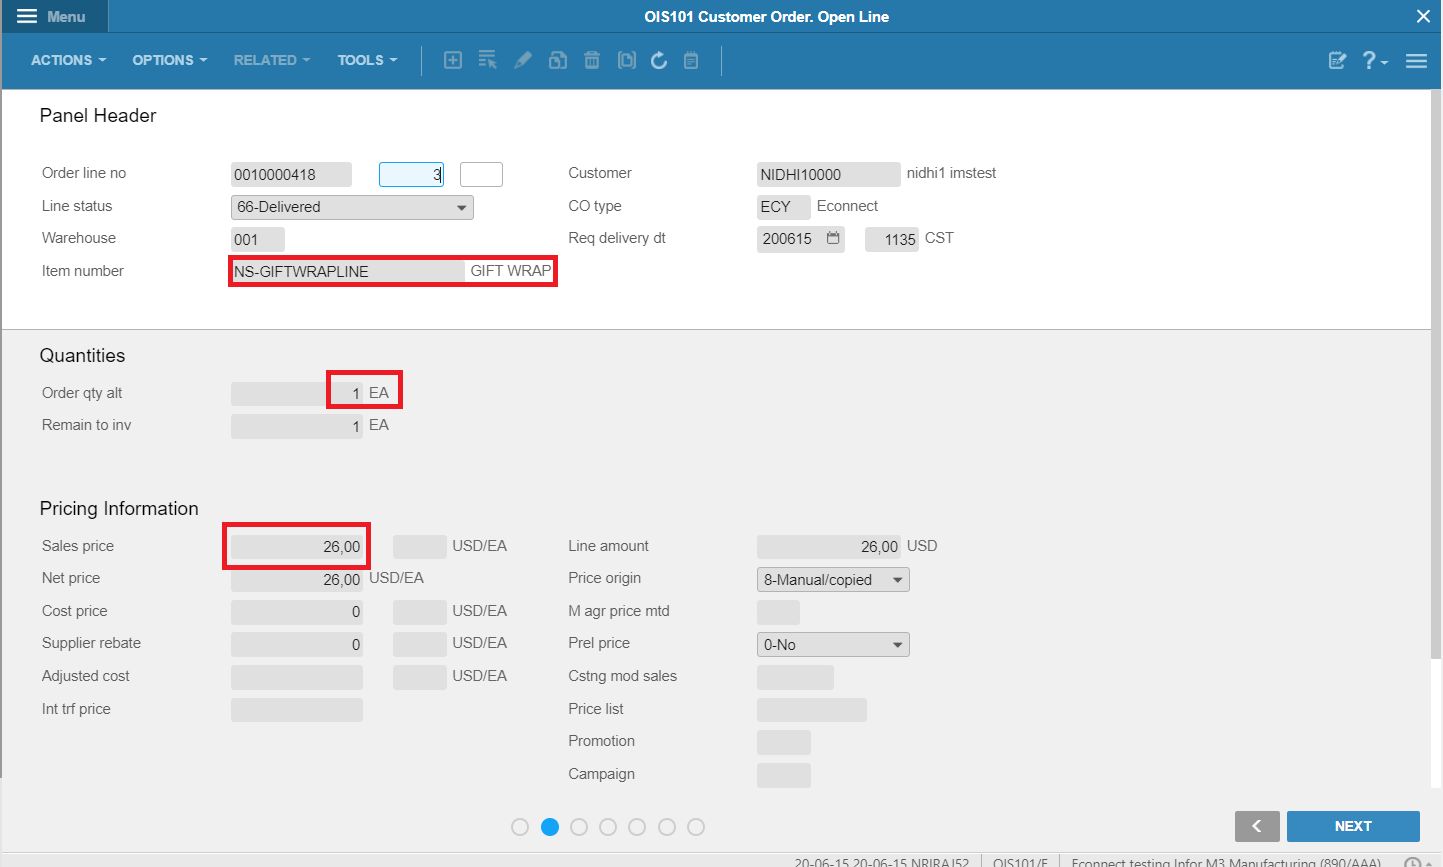 Menu
OIS101 Customer Order. Open Line
ACTIONS OPTIONS RELATED TOOLS
?
Panel Header
Order line no 0010000418 3 Customer NIDHI10000 nidhi1 imstest
Line status 66-Delivered CO type ECY Econnect
Warehouse 001 Req delivery dt 200615 1135 CST
Item number NS-GIFTWRAPLINE GIFT WRAP
Quantities
Order qty alt 1 EA
Remain to inv 1 EA
Pricing Information
Sales price 26,00 USD/EA Line amount 26,00 USD
Net price 26,00 USD/EA Price origin 8-Manual/copied
Cost price 0 USD/EA M agr price mtd
Supplier rebate 0 USD/EA Prel price 0-No
Adjusted cost USD/EA Cstng mod sales
Int trf price Price list
Promotion
Campaign
NEXT
20-06-15 20-06-15 NRIRAJ52 OIS101/E Econnect testing Infor M3 Manufacturing (890/AAA)